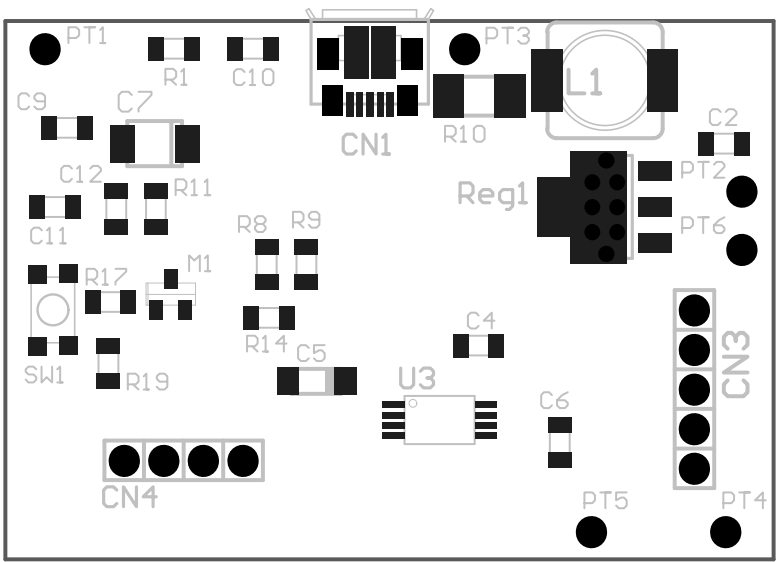 PT1
PT3
R1
C10
L1
C9
C7
R10
C2
CN1
C12
R11
PT2
Reg1
C11
R8
R9
PT6
R17
M1
C4
R14
C5
CN3
SW1
R19
U3
C6
CN4
PT5
PT4